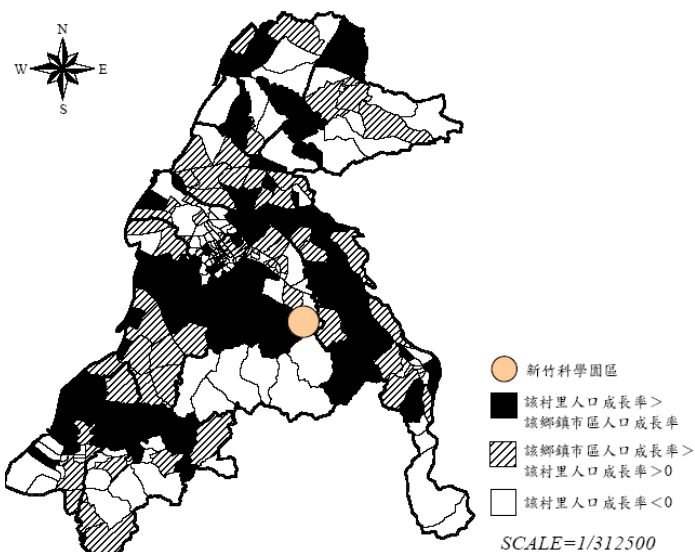 N
W E
S
新竹科學園區
該村里人口成長率＞
該鄉鎮市區人口成長率
該鄉鎮市區人口成長率＞
該村里人口成長率＞0
該村里人口成長率＜0
SCALE=1/312500